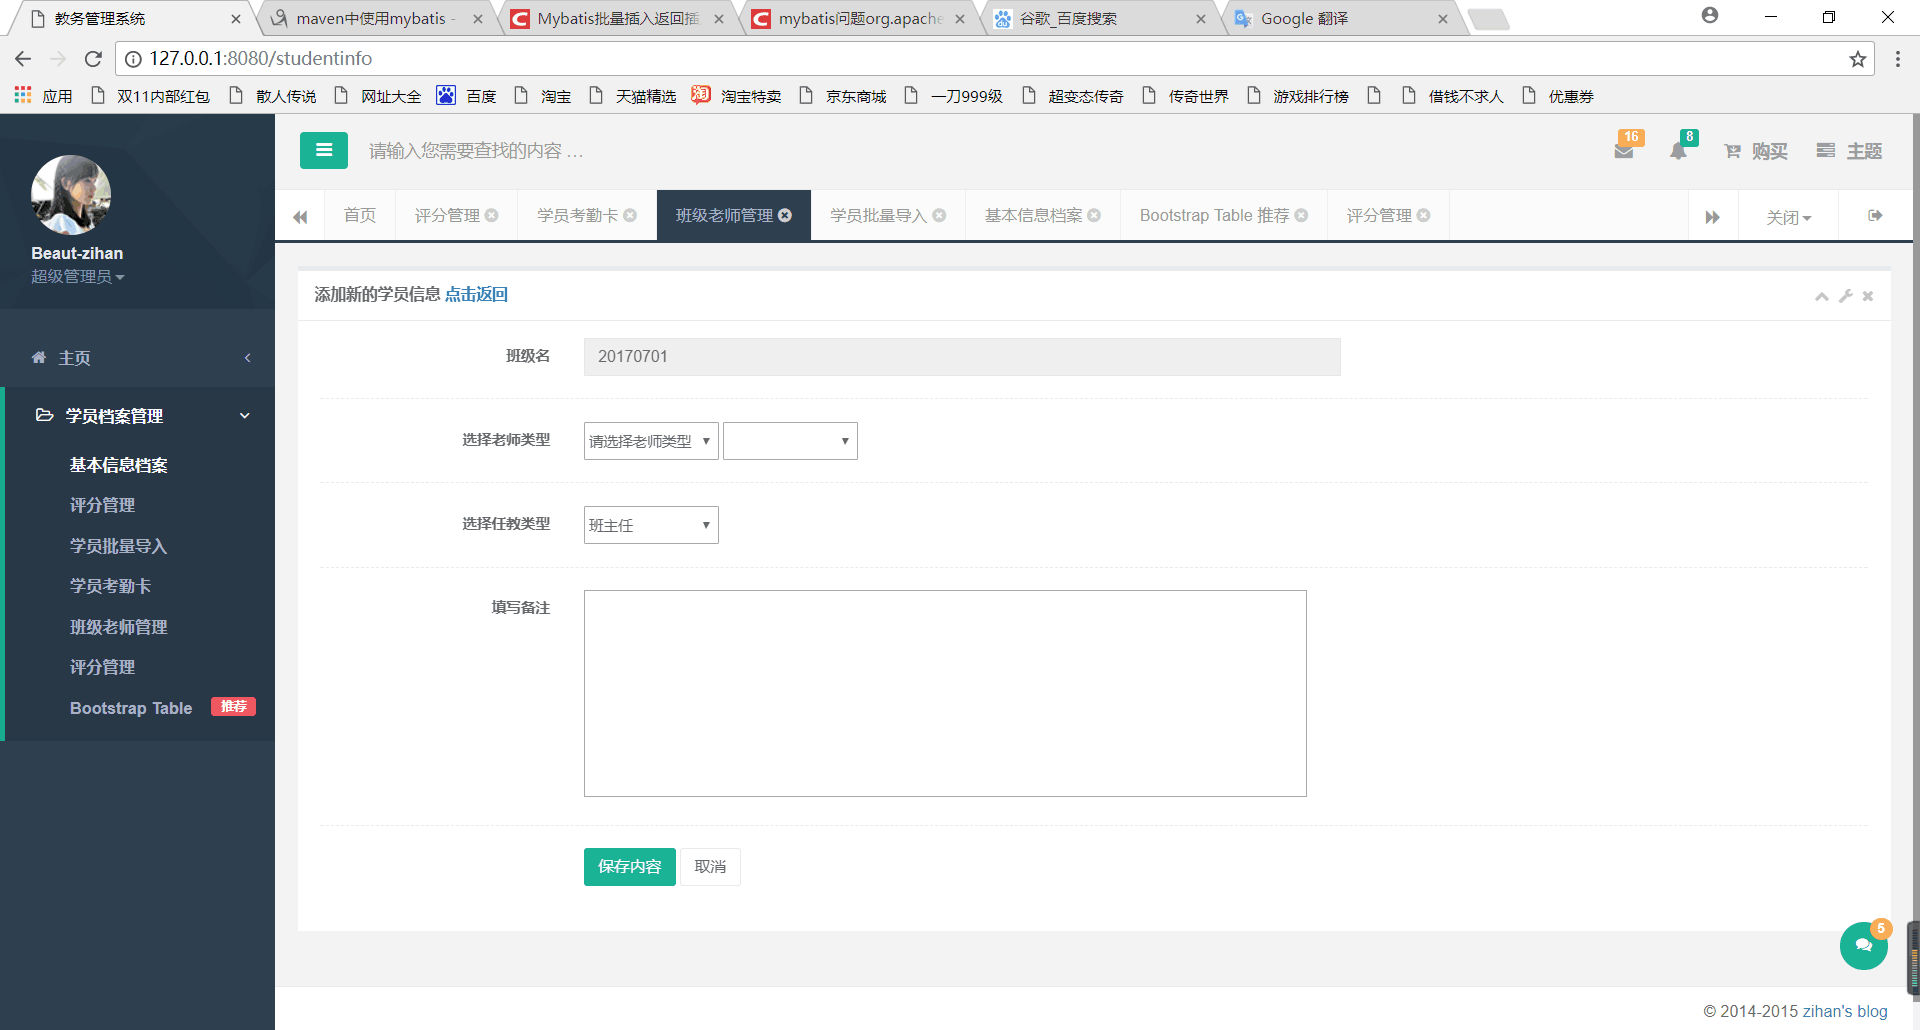 教务管理系统
maven中使用mybatis -
Mybatis批量插入返回插
mybatis问题org.apache
谷歌_百度搜索
Google 翻译
127.0.0.1:8080/studentinfo
应用 双11内部红包 散人传说 网址大全 百度 淘宝 天猫精选 淘宝特卖 京东商城 一刀999级 超变态传奇 传奇世界 游戏排行榜 借钱不求人 优惠券
请输入您需要查找的内容 …
16
8
购买
主题
Beaut-zihan
超级管理员
首页 评分管理 学员考勤卡 班级老师管理 学员批量导入 基本信息档案 Bootstrap Table 推荐 评分管理 关闭
主页
学员档案管理
基本信息档案
评分管理
学员批量导入
学员考勤卡
班级老师管理
评分管理
Bootstrap Table 推荐
添加新的学员信息 点击返回
班级名 20170701
选择老师类型 请选择老师类型
选择任教类型 班主任
填写备注
保存内容 取消
5
© 2014-2015 zihan's blog